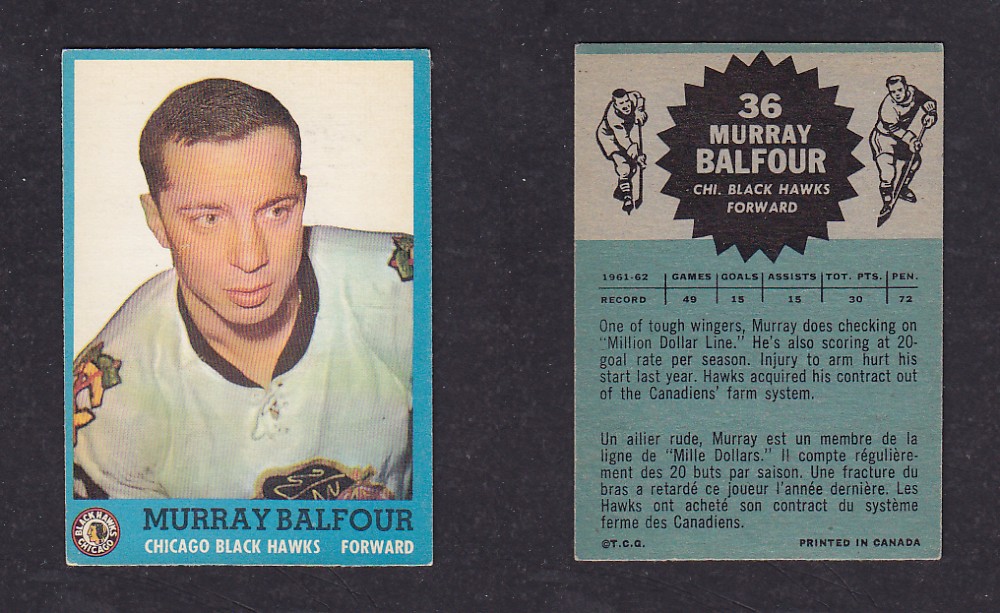 BLACK HAWKS
CHICAGO
MURRAY BALFOUR
CHICAGO BLACK HAWKS FORWARD
36
MURRAY
BALFOUR
CHI. BLACK HAWKS
FORWARD
1961-62 GAMES GOALS ASSISTS TOT. PTS. PEN.
RECORD 49 15 15 30 72
One of tough wingers, Murray does checking on
"Million Dollar Line." He's also scoring at 20-
goal rate per season. Injury to arm hurt his
start last year. Hawks acquired his contract out
of the Canadiens' farm system.
Un ailier rude, Murray est un membre de la
ligne de "Mille Dollars." Il compte régulière-
ment des 20 buts par saison. Une fracture du
bras a retardé ce joueur l'année dernière. Les
Hawks ont acheté son contract du système
ferme des Canadiens.
©T.C.G. PRINTED IN CANADA